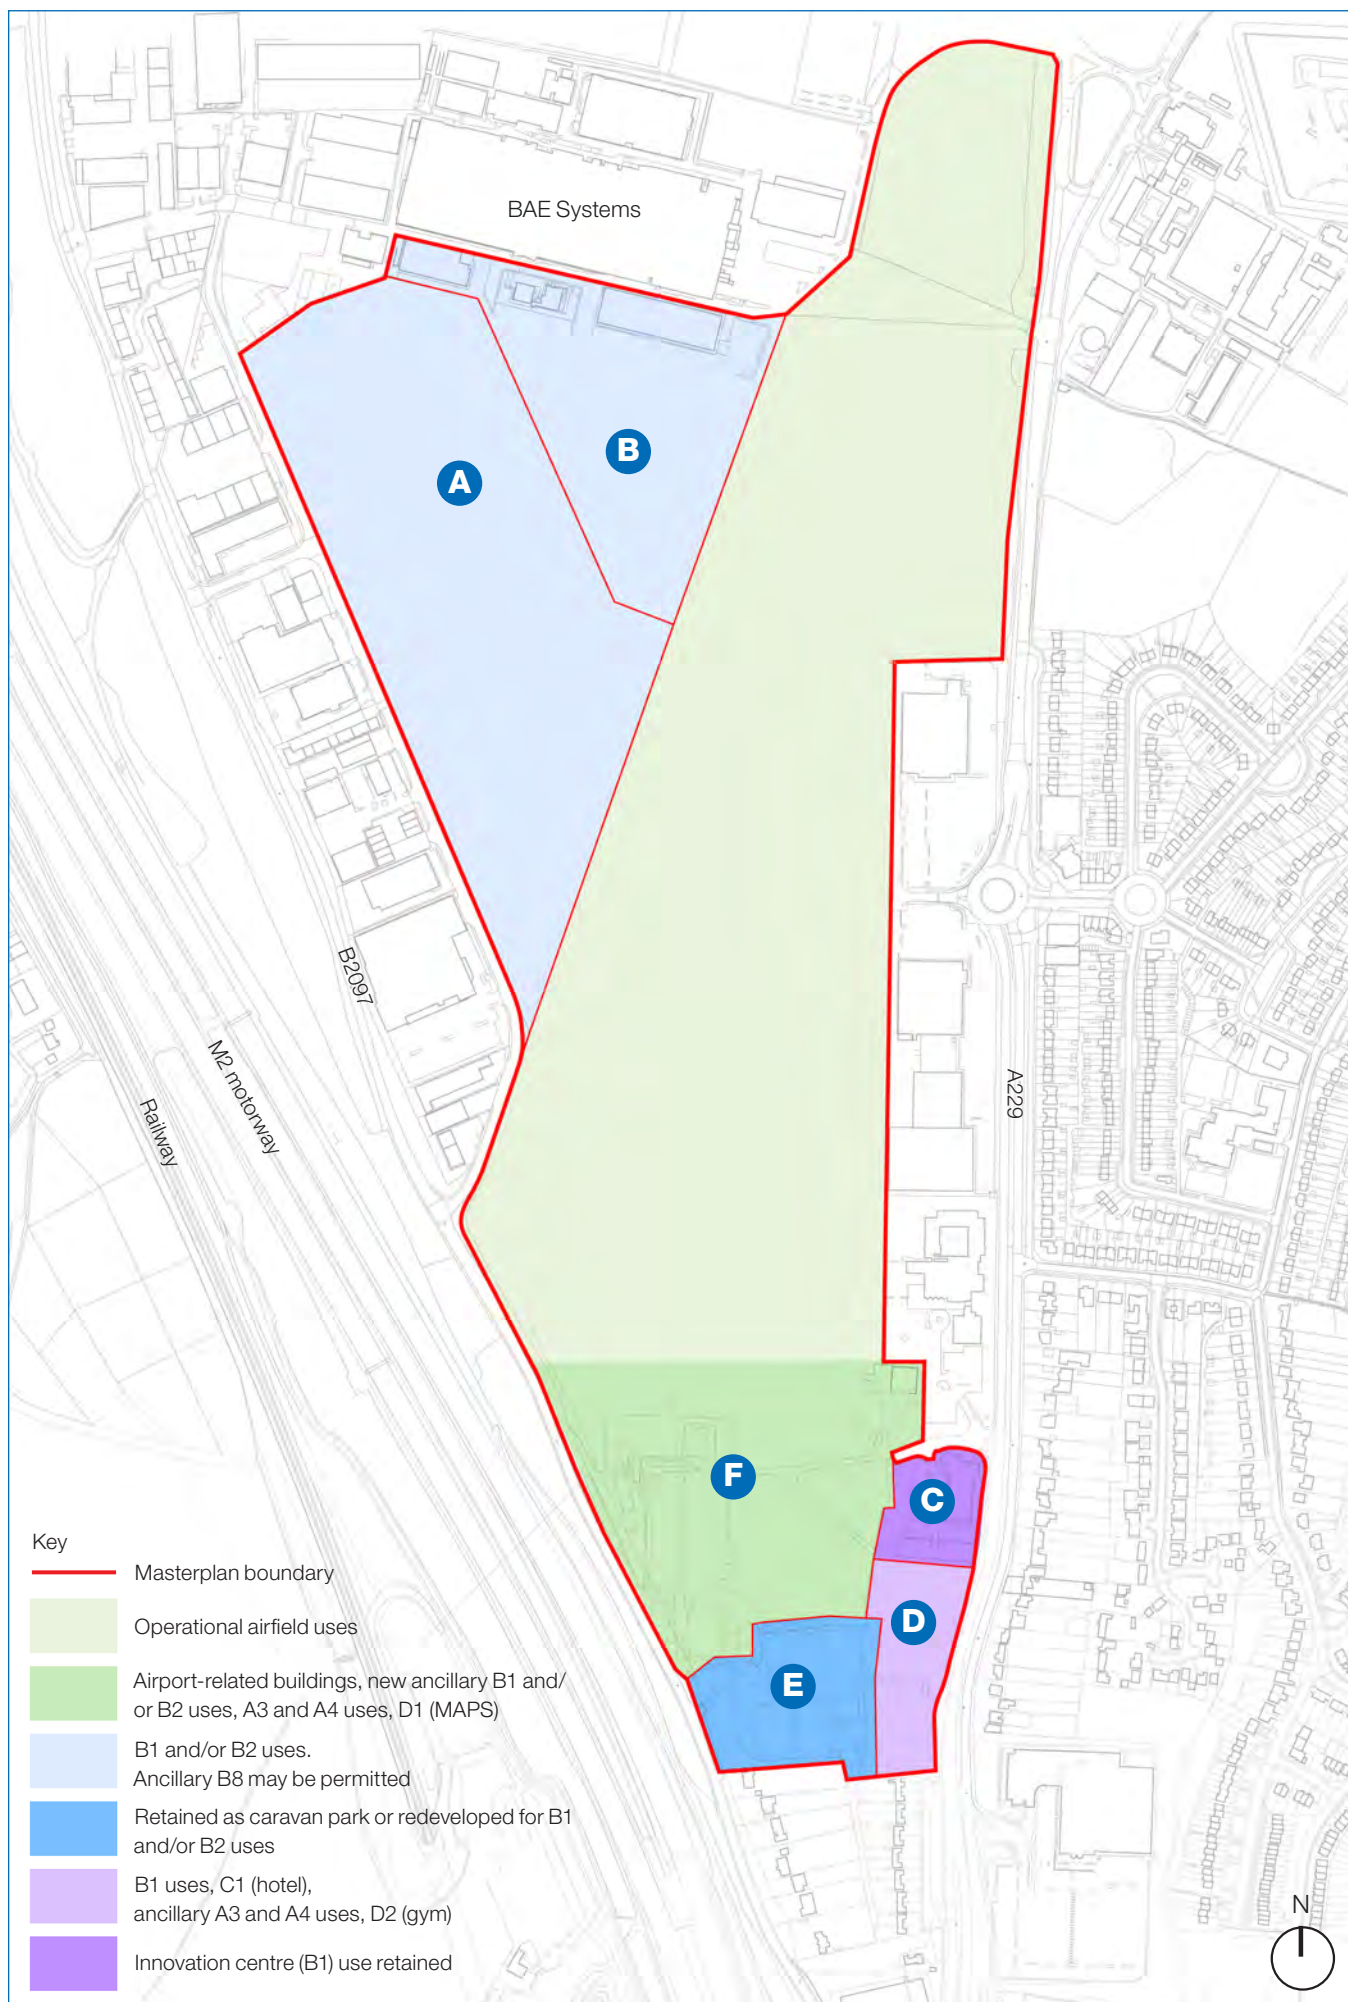 BAE Systems
A
B
B2097
M2 motorway
Railway
A229
F
C
D
E
Key
Masterplan boundary
Operational airfield uses
Airport-related buildings, new ancillary B1 and/
or B2 uses, A3 and A4 uses, D1 (MAPS)
B1 and/or B2 uses.
Ancillary B8 may be permitted
Retained as caravan park or redeveloped for B1
and/or B2 uses
B1 uses, C1 (hotel),
ancillary A3 and A4 uses, D2 (gym)
Innovation centre (B1) use retained
N